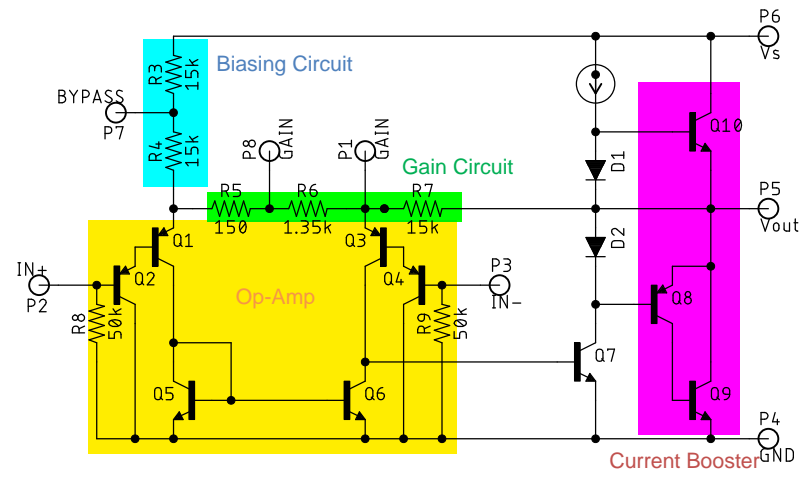 P6
Vs
R3
15k
Biasing Circuit
BYPASS
P7
R4
15k
P8
GAIN
P1
GAIN
Q10
D1
Gain Circuit
R5
R6
R7
150
1.35k
15k
P5
Vout
Q1
Q3
D2
IN+
P2
Q2
Q4
P3
IN-
Op-Amp
Q8
R8
50k
R9
50k
Q7
Q5
Q6
Q9
P4
GND
Current Booster